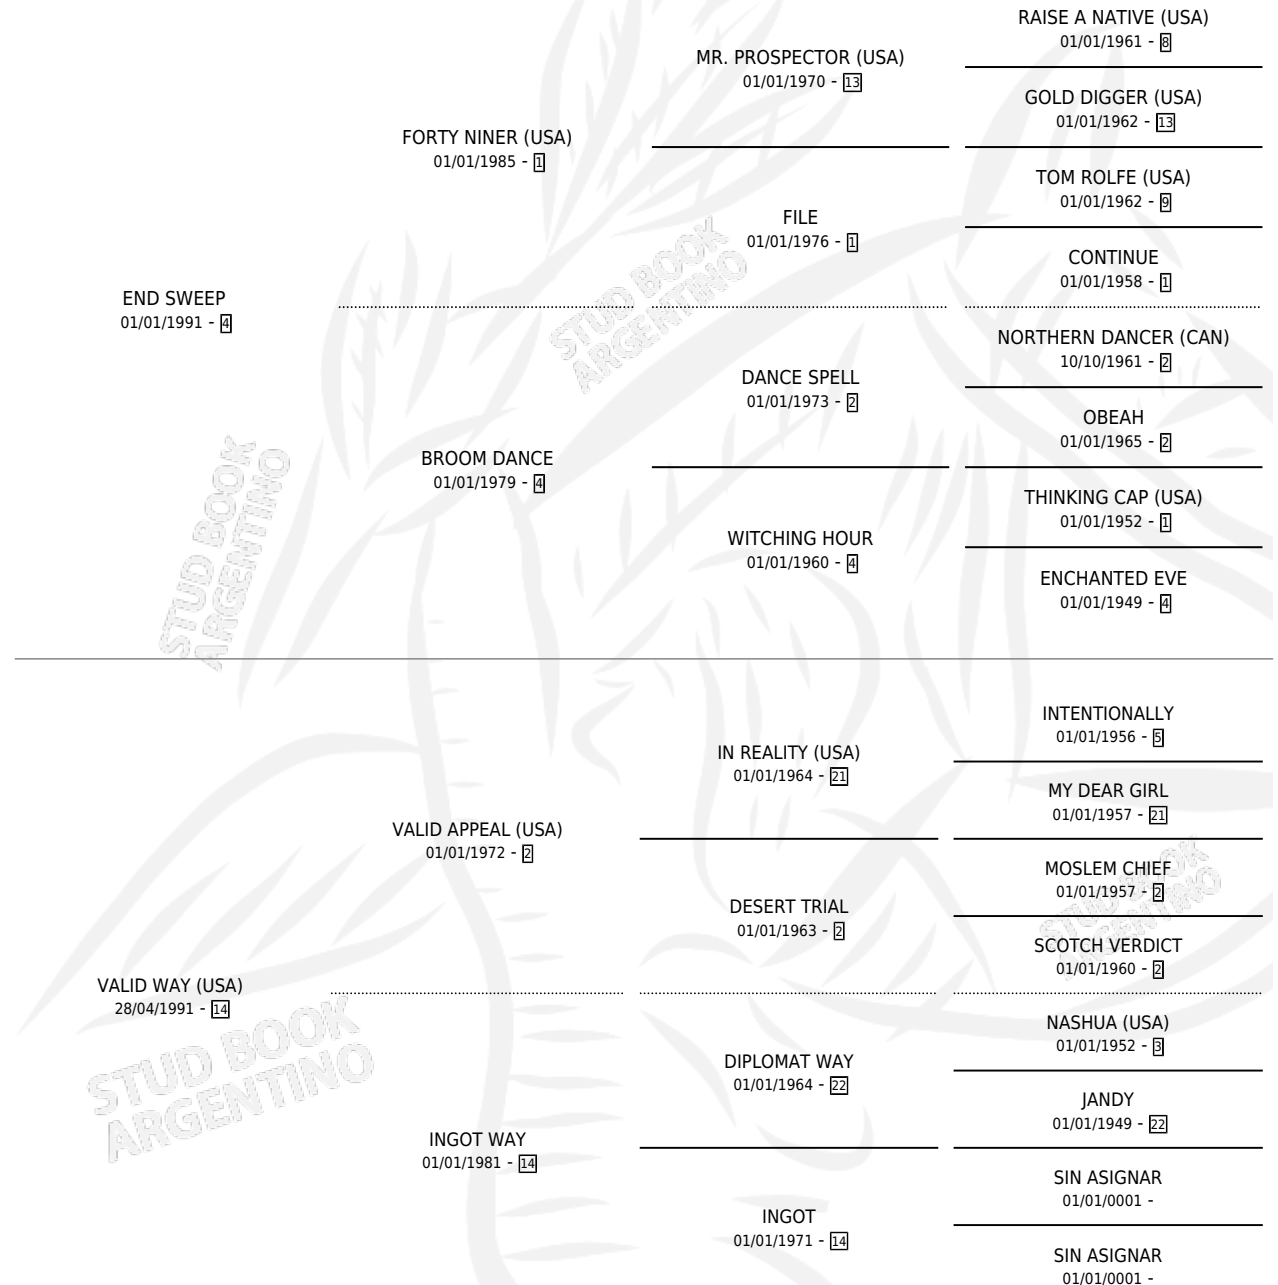 RAISE A NATIVE (USA)
01/01/1961 - 8
MR. PROSPECTOR (USA)
01/01/1970 - 13
GOLD DIGGER (USA)
01/01/1962 - 13
FORTY NINER (USA)
01/01/1985 - 1
TOM ROLFE (USA)
01/01/1962 - 9
FILE
01/01/1976 - 1
CONTINUE
01/01/1958 - 1
END SWEEP
01/01/1991 - 4
NORTHERN DANCER (CAN)
10/10/1961 - 2
DANCE SPELL
01/01/1973 - 2
OBEAH
01/01/1965 - 2
BROOM DANCE
01/01/1979 - 4
THINKING CAP (USA)
01/01/1952 - 1
WITCHING HOUR
01/01/1960 - 4
ENCHANTED EVE
01/01/1949 - 4
STUD BOOK
ARGENTINO
STUD BOOK
ARGENTINO
INTENTIONALLY
01/01/1956 - 5
IN REALITY (USA)
01/01/1964 - 21
MY DEAR GIRL
01/01/1957 - 21
VALID APPEAL (USA)
01/01/1972 - 2
MOSLEM CHIEF
01/01/1957 - 2
DESERT TRIAL
01/01/1963 - 2
SCOTCH VERDICT
01/01/1960 - 2
STUD BOOK
ARGENTINO
VALID WAY (USA)
28/04/1991 - 14
NASHUA (USA)
01/01/1952 - 3
DIPLOMAT WAY
01/01/1964 - 22
JANDY
01/01/1949 - 22
STUD BOOK
ARGENTINO
INGOT WAY
01/01/1981 - 14
SIN ASIGNAR
01/01/0001 -
INGOT
01/01/1971 - 14
SIN ASIGNAR
01/01/0001 -